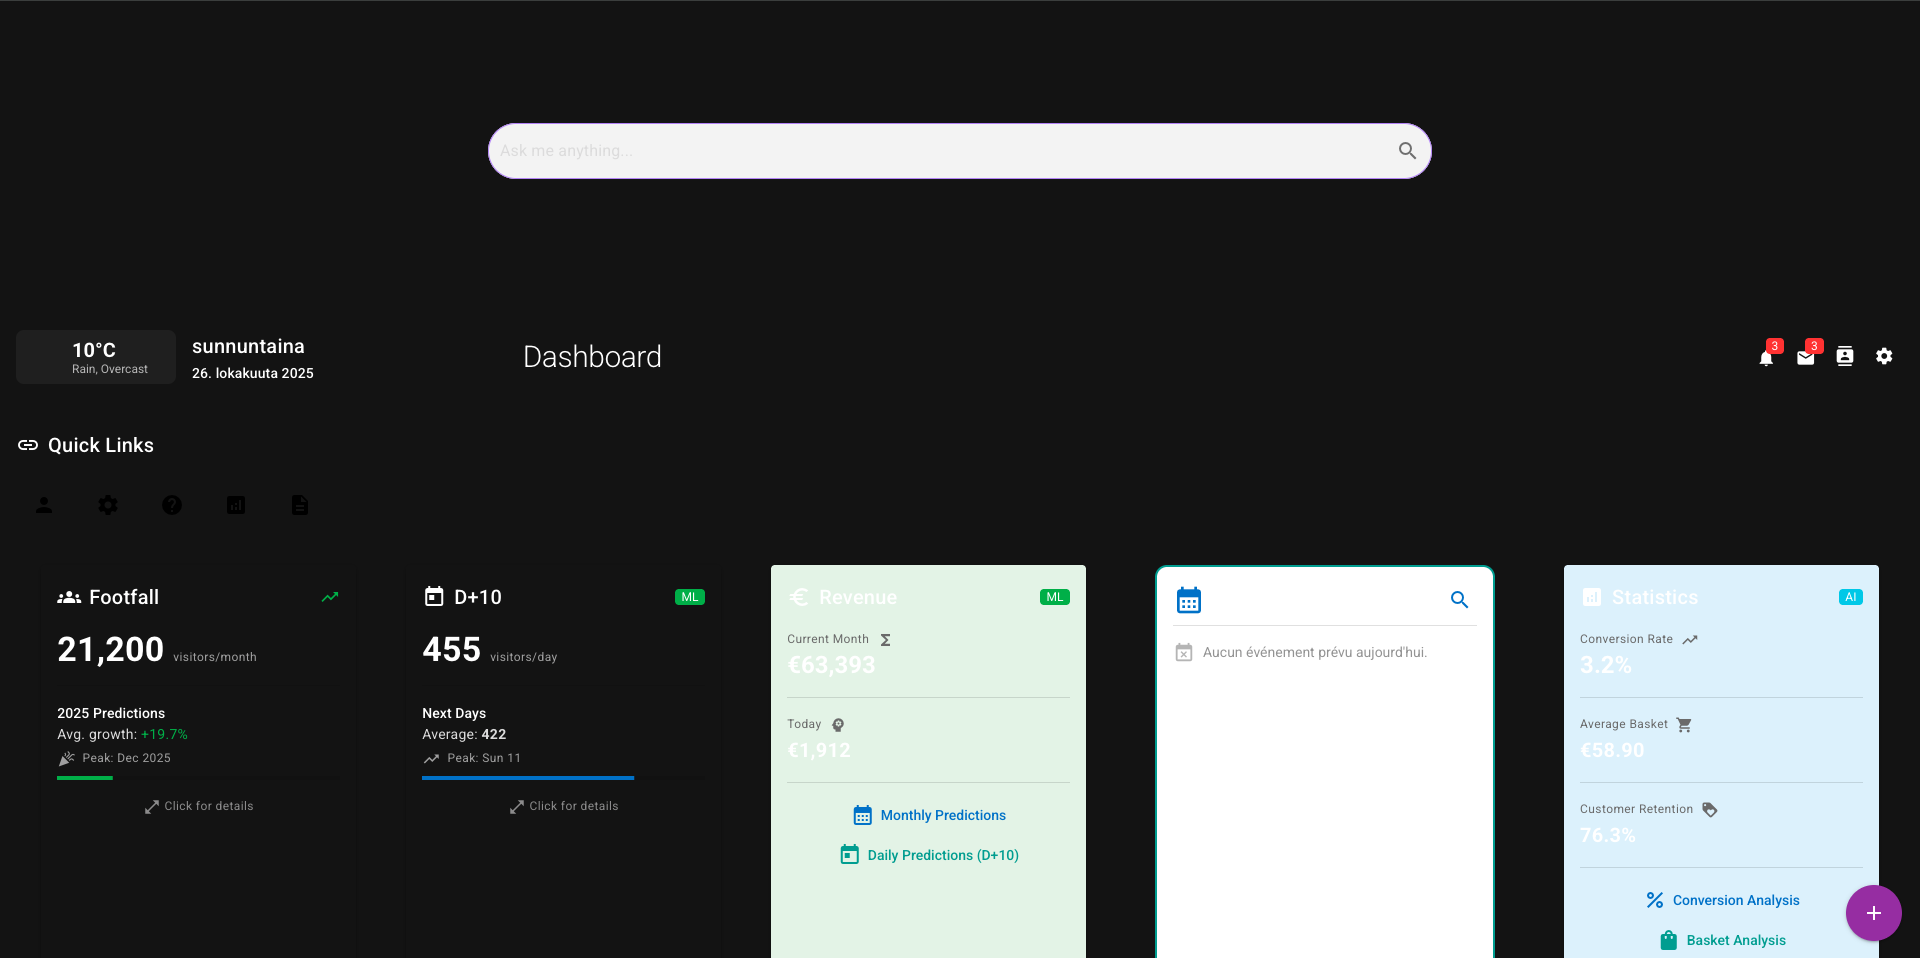 Ask me anything...
10°C
Rain, Overcast
sunnuntaina
26. lokakuuta 2025
Dashboard
3
3
Quick Links
Footfall
21,200 visitors/month
2025 Predictions
Avg. growth: +19.7%
Peak: Dec 2025
Click for details
D+10
ML
455 visitors/day
Next Days
Average: 422
Peak: Sun 11
Click for details
Revenue
ML
Current Month
€63,393
Today
€1,912
Monthly Predictions
Daily Predictions (D+10)
Aucun événement prévu aujourd'hui.
Statistics
AI
Conversion Rate
3.2%
Average Basket
€58.90
Customer Retention
76.3%
Conversion Analysis
Basket Analysis